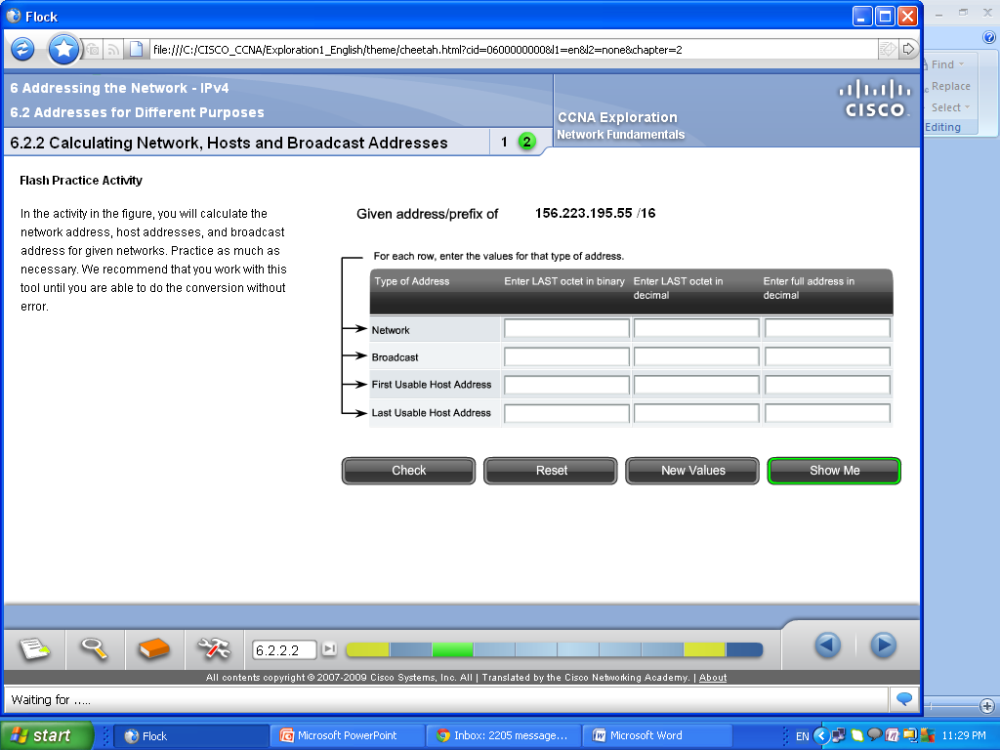 Flock
file:///C:/CISCO_CCNA/Exploration1_English/theme/cheetah.html?cid=0600000000&l1=en&l2=none&chapter=2
Find
Replace
Select
Editing
6 Addressing the Network - IPv4
6.2 Addresses for Different Purposes
CCNA Exploration
Network Fundamentals
CISCO
6.2.2 Calculating Network, Hosts and Broadcast Addresses
1 2
Flash Practice Activity
In the activity in the figure, you will calculate the
network address, host addresses, and broadcast
address for given networks. Practice as much as
necessary. We recommend that you work with this
tool until you are able to do the conversion without
error.
Given address/prefix of 156.223.195.55 /16
For each row, enter the values for that type of address.
Type of Address
Enter LAST octet in binary
Enter LAST octet in
decimal
Enter full address in
decimal
Network
Broadcast
First Usable Host Address
Last Usable Host Address
Check
Reset
New Values
Show Me
6.2.2.2
All contents copyright © 2007-2009 Cisco Systems, Inc. All | Translated by the Cisco Networking Academy. | About
Waiting for .....
start
Flock
Microsoft PowerPoint
Inbox: 2205 message...
Microsoft Word
EN
11:29 PM